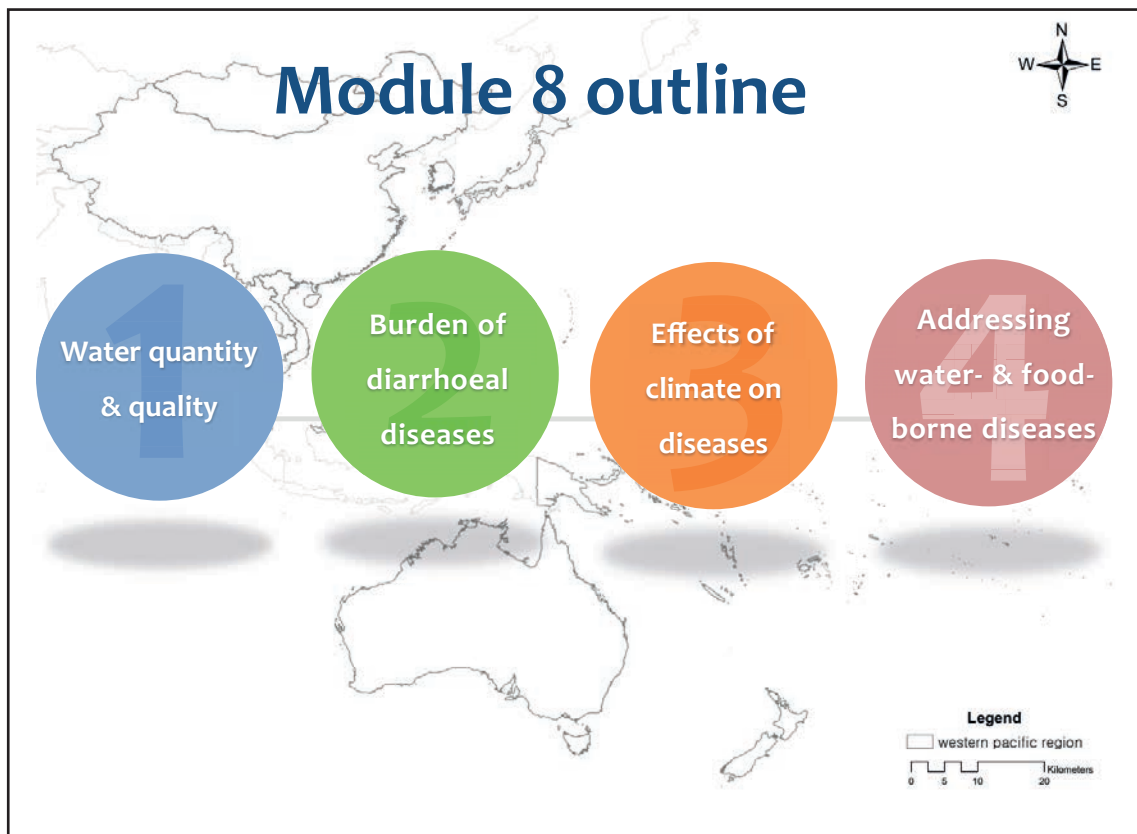 Module 8 outline
N
W E
S
1
Water quantity
& quality
2
Burden of
diarrhoeal
diseases
3
Effects of
climate on
diseases
4
Addressing
water- & food-
borne diseases
Legend
western pacific region
Kilometers
0 5 10 20